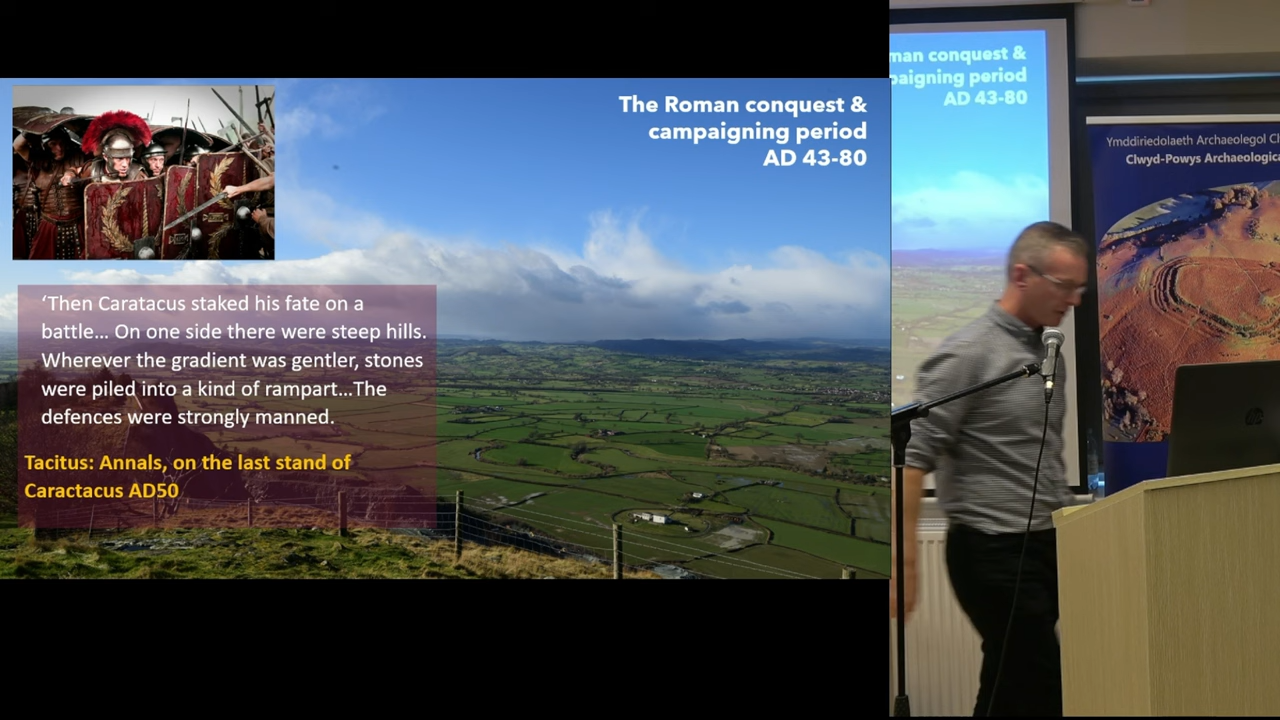 The Roman conquest &
campaigning period
AD 43-80
‘Then Caratacus staked his fate on a
battle... On one side there were steep hills.
Wherever the gradient was gentler, stones
were piled into a kind of rampart...The
defences were strongly manned.
Tacitus: Annals, on the last stand of
Caractacus AD50
man conquest &
paigning period
AD 43-80
Ymddiriedolaeth Archaeolegol C
Clwyd-Powys Archaeologica
hp